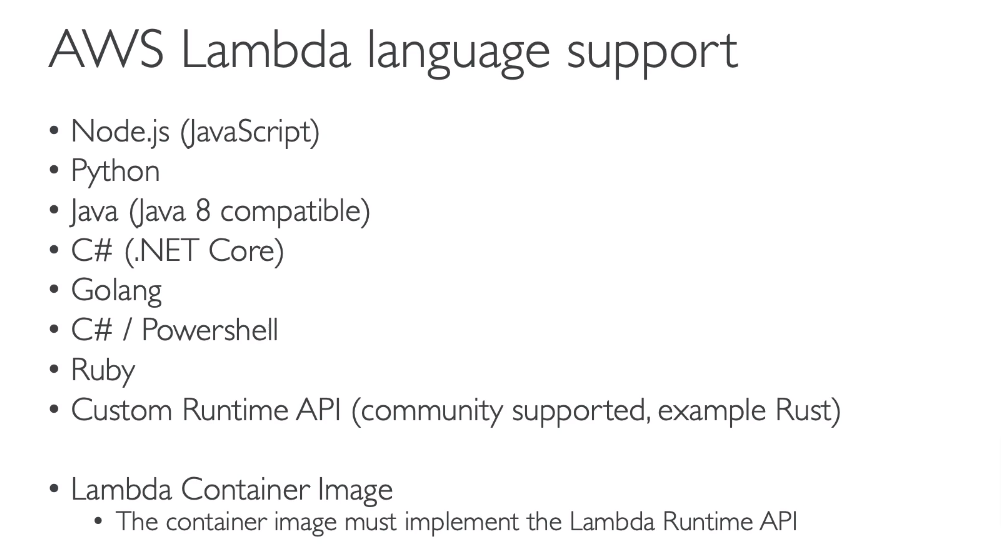 AWS Lambda language support
• Node.js (JavaScript)
• Python
• Java (Java 8 compatible)
• C# (.NET Core)
• Golang
• C# / Powershell
• Ruby
• Custom Runtime API (community supported, example Rust)
• Lambda Container Image
• The container image must implement the Lambda Runtime API